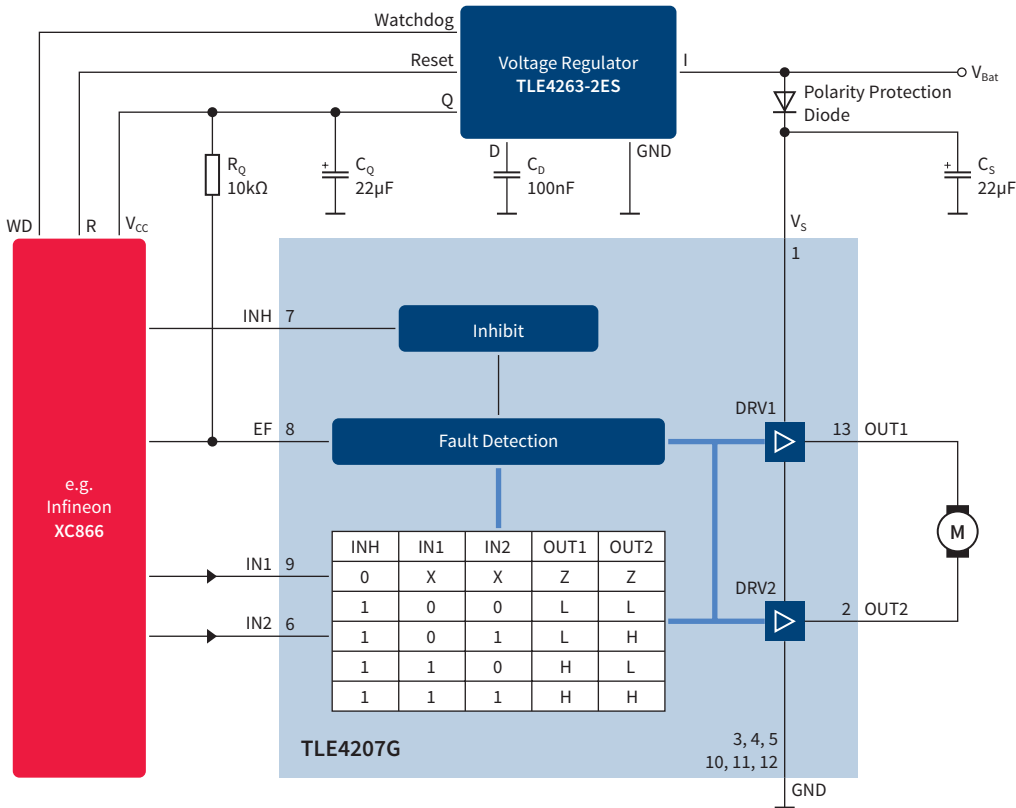 Watchdog
Reset
Q
Voltage Regulator
TLE4263-2ES
I
V_Bat
Polarity Protection
Diode
D
GND
R_Q
10kΩ
+
C_Q
22µF
C_D
100nF
+
C_S
22µF
WD
R
V_CC
V_S
1
INH
7
Inhibit
EF
8
Fault Detection
DRV1
13
OUT1
e.g.
Infineon
XC866
M
IN1
9
IN2
6
INH IN1 IN2 OUT1 OUT2
0 X X Z Z
1 0 0 L L
1 0 1 L H
1 1 0 H L
1 1 1 H H
DRV2
2
OUT2
TLE4207G
3, 4, 5
10, 11, 12
GND